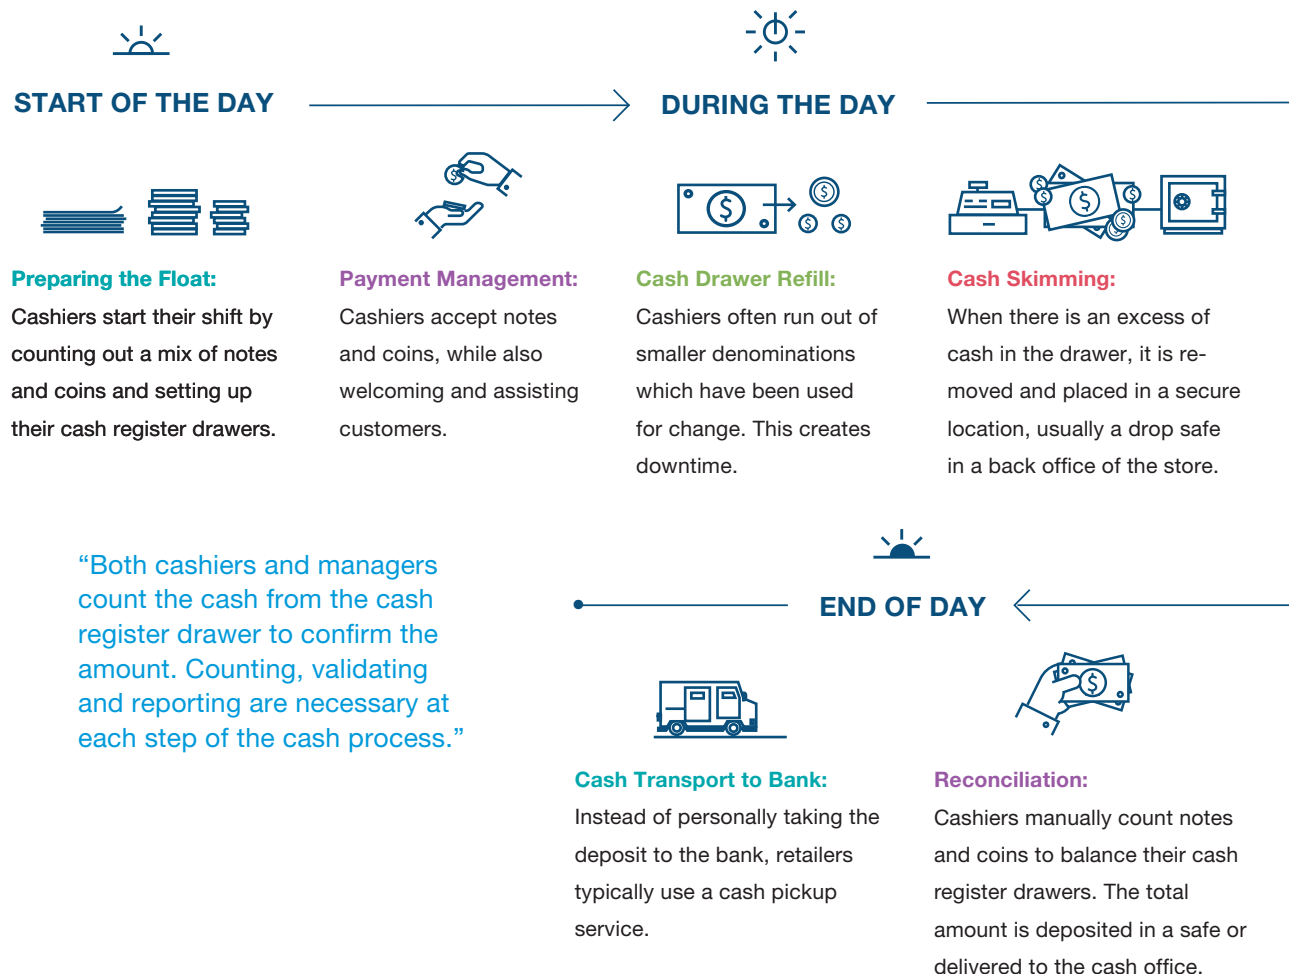 START OF THE DAY
DURING THE DAY
Preparing the Float:
Cashiers start their shift by
counting out a mix of notes
and coins and setting up
their cash register drawers.
Payment Management:
Cashiers accept notes
and coins, while also
welcoming and assisting
customers.
Cash Drawer Refill:
Cashiers often run out of
smaller denominations
which have been used
for change. This creates
downtime.
Cash Skimming:
When there is an excess of
cash in the drawer, it is re-
moved and placed in a secure
location, usually a drop safe
in a back office of the store.
“Both cashiers and managers
count the cash from the cash
register drawer to confirm the
amount. Counting, validating
and reporting are necessary at
each step of the cash process.”
END OF DAY
Cash Transport to Bank:
Instead of personally taking the
deposit to the bank, retailers
typically use a cash pickup
service.
Reconciliation:
Cashiers manually count notes
and coins to balance their cash
register drawers. The total
amount is deposited in a safe or
delivered to the cash office.